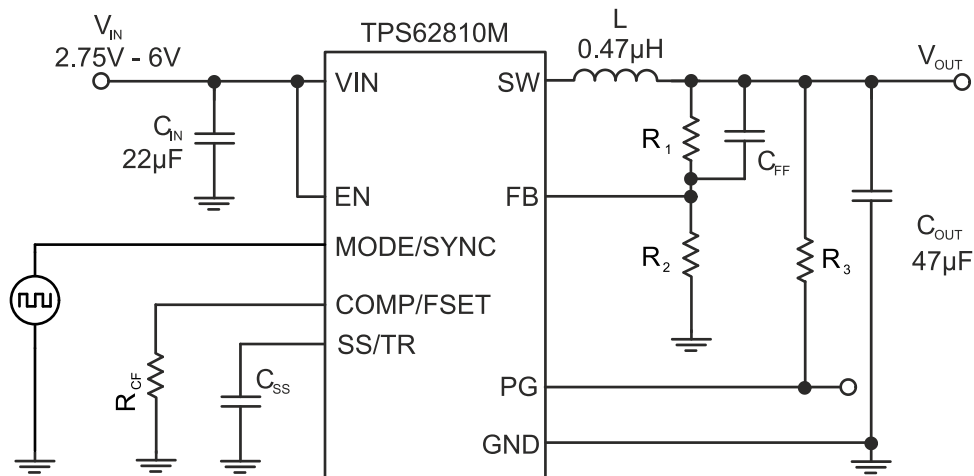 TPS62810M
V_IN
2.75V - 6V
L
0.47µH
V_OUT
VIN
SW
C_IN
22µF
R_1
C_FF
EN
FB
MODE/SYNC
R_2
R_3
C_OUT
47µF
COMP/FSET
SS/TR
R_CF
C_SS
PG
GND